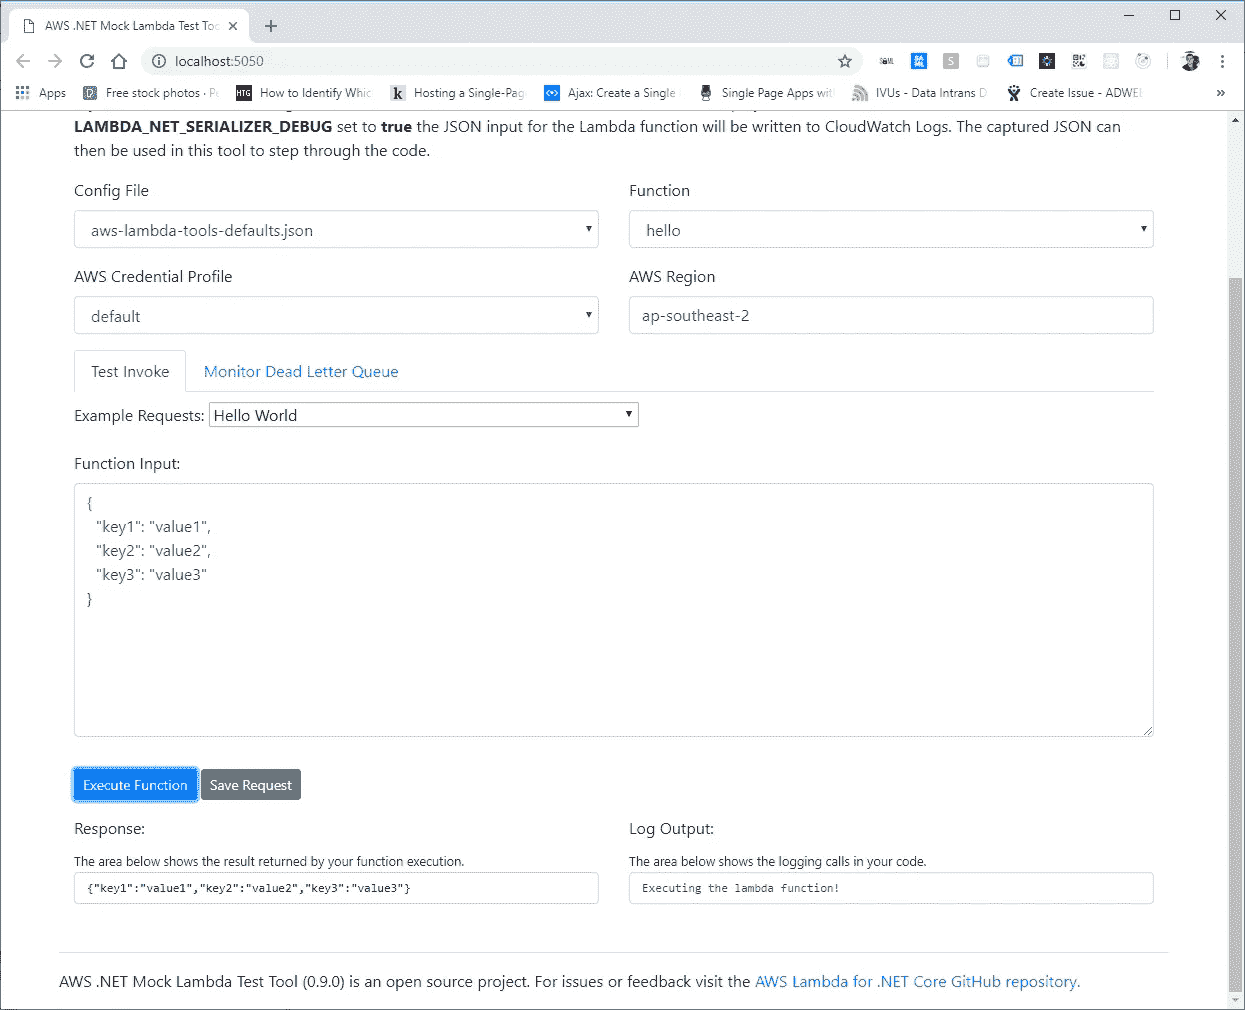 AWS .NET Mock Lambda Test Too
localhost:5050
Apps
Free stock photos · Pu
HTG How to Identify Whic
k Hosting a Single-Pag
Ajax: Create a Single
Single Page Apps wit
IVUs - Data Intrans D
Create Issue - ADWE
»
LAMBDA_NET_SERIALIZER_DEBUG set to true the JSON input for the Lambda function will be written to CloudWatch Logs. The captured JSON can
then be used in this tool to step through the code.
Config File
Function
aws-lambda-tools-defaults.json
hello
AWS Credential Profile
AWS Region
default
ap-southeast-2
Test Invoke
Monitor Dead Letter Queue
Example Requests: Hello World
Function Input:
{
"key1": "value1",
"key2": "value2",
"key3": "value3"
}
Execute Function
Save Request
Response:
Log Output:
The area below shows the result returned by your function execution.
The area below shows the logging calls in your code.
{"key1":"value1","key2":"value2","key3":"value3"}
Executing the lambda function!
AWS .NET Mock Lambda Test Tool (0.9.0) is an open source project. For issues or feedback visit the AWS Lambda for .NET Core GitHub repository.